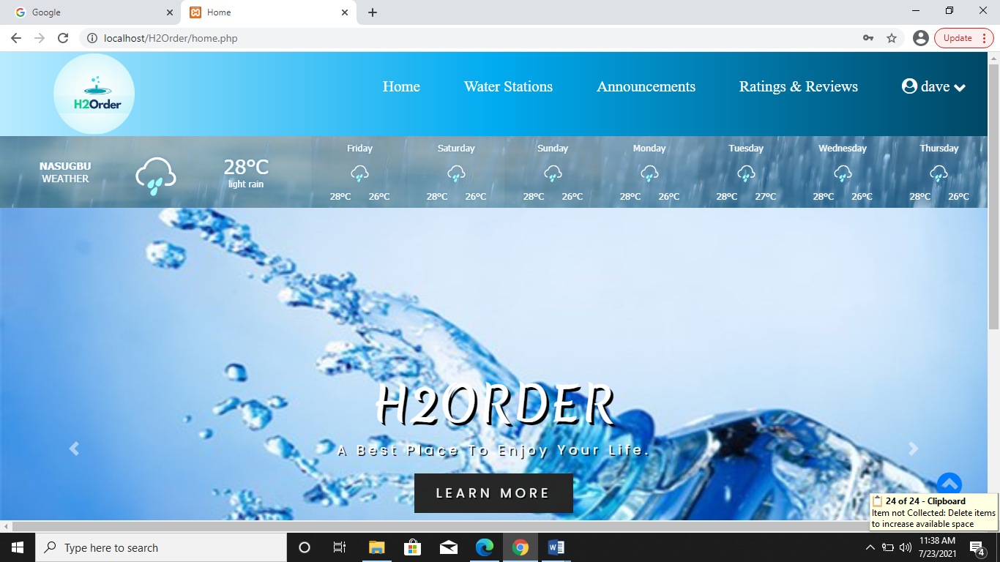 Google
Home
localhost/H2Order/home.php
Update
H2Order
Home
Water Stations
Announcements
Ratings & Reviews
dave
NASUGBU
WEATHER
28°C
light rain
Friday
28°C 26°C
Saturday
28°C 26°C
Sunday
28°C 26°C
Monday
28°C 26°C
Tuesday
28°C 27°C
Wednesday
28°C 26°C
Thursday
28°C 26°C
H2ORDER
A Best Place To Enjoy Your Life.
LEARN MORE
24 of 24 - Clipboard
Item not Collected: Delete items
to increase available space
Type here to search
11:38 AM
7/23/2021
4